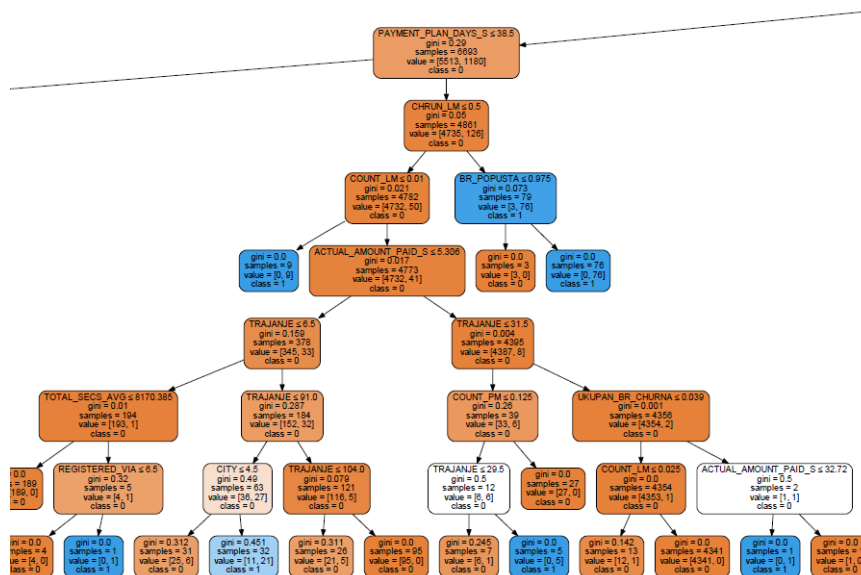 PAYMENT_PLAN_DAYS_S ≤ 38.5
gini = 0.29
samples = 6693
value = [5513, 1180]
class = 0
CHRUN_LM ≤ 0.5
gini = 0.05
samples = 4861
value = [4735, 126]
class = 0
COUNT_LM ≤ 0.01
gini = 0.021
samples = 4782
value = [4732, 50]
class = 0
BR_POPUSTA ≤ 0.975
gini = 0.073
samples = 79
value = [3, 76]
class = 1
gini = 0.0
samples = 9
value = [0, 9]
class = 1
ACTUAL_AMOUNT_PAID_S ≤ 5.306
gini = 0.017
samples = 4773
value = [4732, 41]
class = 0
gini = 0.0
samples = 3
value = [3, 0]
class = 0
gini = 0.0
samples = 76
value = [0, 76]
class = 1
TRAJANJE ≤ 6.5
gini = 0.159
samples = 378
value = [345, 33]
class = 0
TRAJANJE ≤ 31.5
gini = 0.004
samples = 4395
value = [4387, 8]
class = 0
TOTAL_SECS_AVG ≤ 8170.385
gini = 0.01
samples = 194
value = [193, 1]
class = 0
TRAJANJE ≤ 91.0
gini = 0.287
samples = 184
value = [152, 32]
class = 0
COUNT_PM ≤ 0.125
gini = 0.26
samples = 39
value = [33, 6]
class = 0
UKUPAN_BR_CHURNA ≤ 0.039
gini = 0.001
samples = 4356
value = [4354, 2]
class = 0
= 0.0
= 189
189, 0]
= 0
REGISTERED_VIA ≤ 6.5
gini = 0.32
samples = 5
value = [4, 1]
class = 0
CITY ≤ 4.5
gini = 0.49
samples = 63
value = [36, 27]
class = 0
TRAJANJE ≤ 104.0
gini = 0.079
samples = 121
value = [116, 5]
class = 0
TRAJANJE ≤ 29.5
gini = 0.5
samples = 12
value = [6, 6]
class = 0
gini = 0.0
samples = 27
value = [27, 0]
class = 0
COUNT_LM ≤ 0.025
gini = 0.0
samples = 4354
value = [4353, 1]
class = 0
ACTUAL_AMOUNT_PAID_S ≤ 32.72
gini = 0.5
samples = 2
value = [1, 1]
class = 0
= 0.0
= 4
= [4, 0]
= 0
gini = 0.0
samples = 1
value = [0, 1]
class = 1
gini = 0.312
samples = 31
value = [25, 6]
class = 0
gini = 0.451
samples = 32
value = [11, 21]
class = 1
gini = 0.311
samples = 26
value = [21, 5]
class = 0
gini = 0.0
samples = 95
value = [95, 0]
class = 0
gini = 0.245
samples = 7
value = [6, 1]
class = 0
gini = 0.0
samples = 5
value = [0, 5]
class = 1
gini = 0.142
samples = 13
value = [12, 1]
class = 0
gini = 0.0
samples = 4341
value = [4341, 0]
class = 0
gini = 0.0
samples = 1
value = [0, 1]
class = 1
gini =
samples
value =
class =